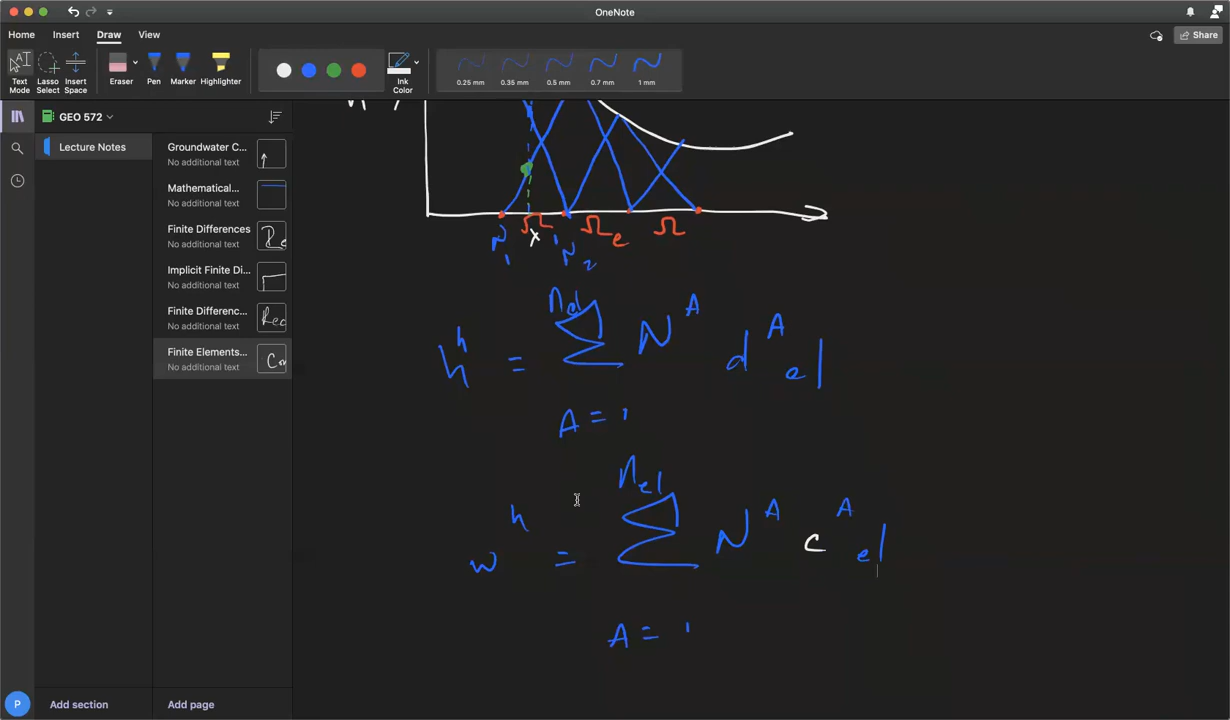 OneNote
Home Insert Draw View
Share
Text Mode
Lasso Select
Insert Space
Eraser
Pen
Marker
Highlighter
Ink Color
0.25 mm
0.35 mm
0.5 mm
0.7 mm
1 mm
GEO 572
Lecture Notes
Groundwater C...
No additional text
Mathematical...
No additional text
Finite Differences
No additional text
Implicit Finite Di...
No additional text
Finite Differenc...
No additional text
Finite Elements...
No additional text
Ω Ωe Ω
x
N1 N2
nel
h^h = Σ N^A d^A el
A = 1
nel
w^h = Σ N^A c^A el
A = 1
P
Add section
Add page